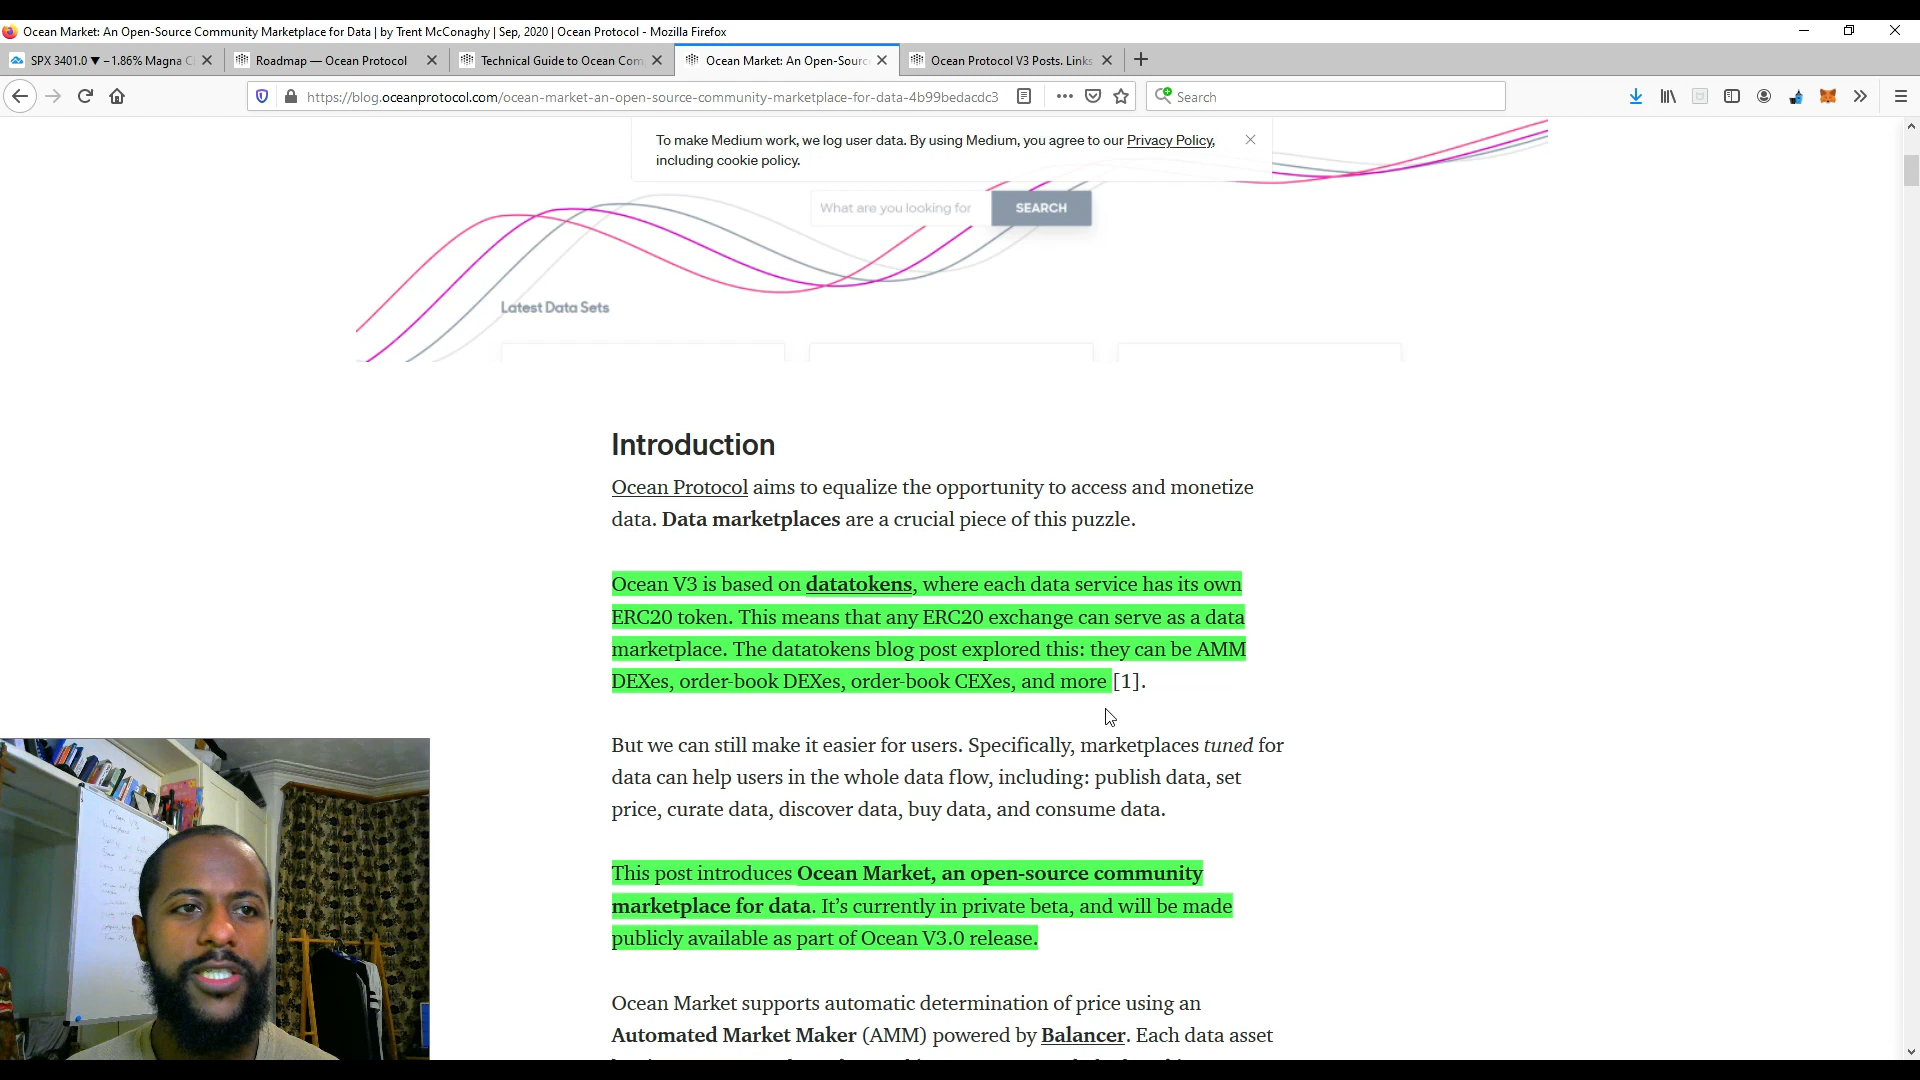 Ocean Market: An Open-Source Community Marketplace for Data | by Trent McConaghy | Sep, 2020 | Ocean Protocol - Mozilla Firefox
SPX 3401.0 ▼ −1.86% Magna C
Roadmap — Ocean Protocol
Technical Guide to Ocean Com
Ocean Market: An Open-Source
Ocean Protocol V3 Posts. Links
https://blog.oceanprotocol.com/ocean-market-an-open-source-community-marketplace-for-data-4b99bedacdc3
Search
To make Medium work, we log user data. By using Medium, you agree to our Privacy Policy,
including cookie policy.
What are you looking for
SEARCH
Latest Data Sets
Introduction
Ocean Protocol aims to equalize the opportunity to access and monetize
data. Data marketplaces are a crucial piece of this puzzle.
Ocean V3 is based on datatokens, where each data service has its own
ERC20 token. This means that any ERC20 exchange can serve as a data
marketplace. The datatokens blog post explored this: they can be AMM
DEXes, order-book DEXes, order-book CEXes, and more [1].
But we can still make it easier for users. Specifically, marketplaces tuned for
data can help users in the whole data flow, including: publish data, set
price, curate data, discover data, buy data, and consume data.
This post introduces Ocean Market, an open-source community
marketplace for data. It’s currently in private beta, and will be made
publicly available as part of Ocean V3.0 release.
Ocean Market supports automatic determination of price using an
Automated Market Maker (AMM) powered by Balancer. Each data asset